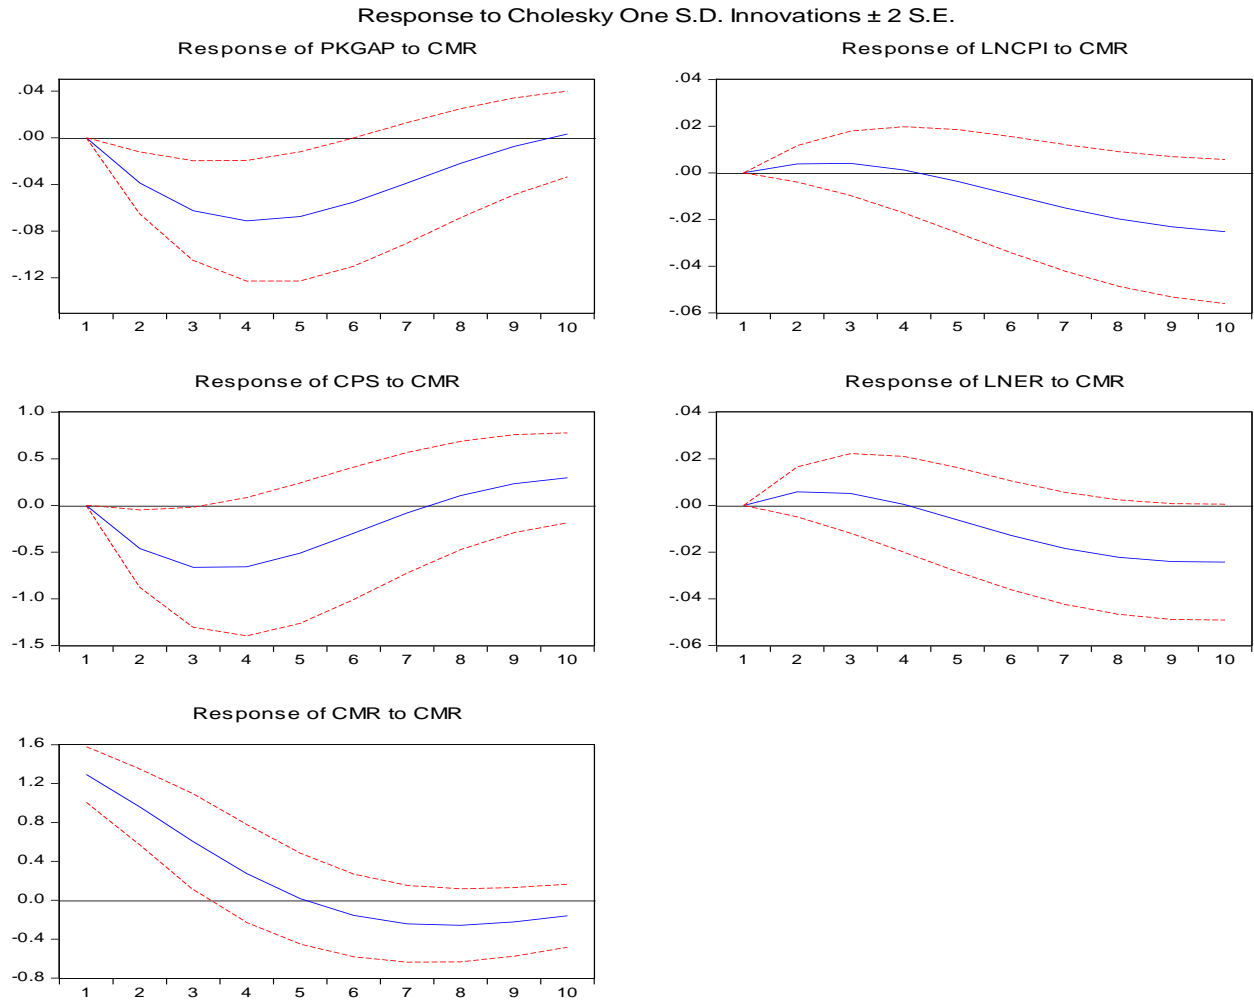 Response to Cholesky One S.D. Innovations ± 2 S.E.
Response of PKGAP to CMR
.04
.00
-.04
-.08
-.12
1 2 3 4 5 6 7 8 9 10
Response of LNCPI to CMR
.04
.02
.00
-.02
-.04
-.06
1 2 3 4 5 6 7 8 9 10
Response of CPS to CMR
1.0
0.5
0.0
-0.5
-1.0
-1.5
1 2 3 4 5 6 7 8 9 10
Response of LNER to CMR
.04
.02
.00
-.02
-.04
-.06
1 2 3 4 5 6 7 8 9 10
Response of CMR to CMR
1.6
1.2
0.8
0.4
0.0
-0.4
-0.8
1 2 3 4 5 6 7 8 9 10